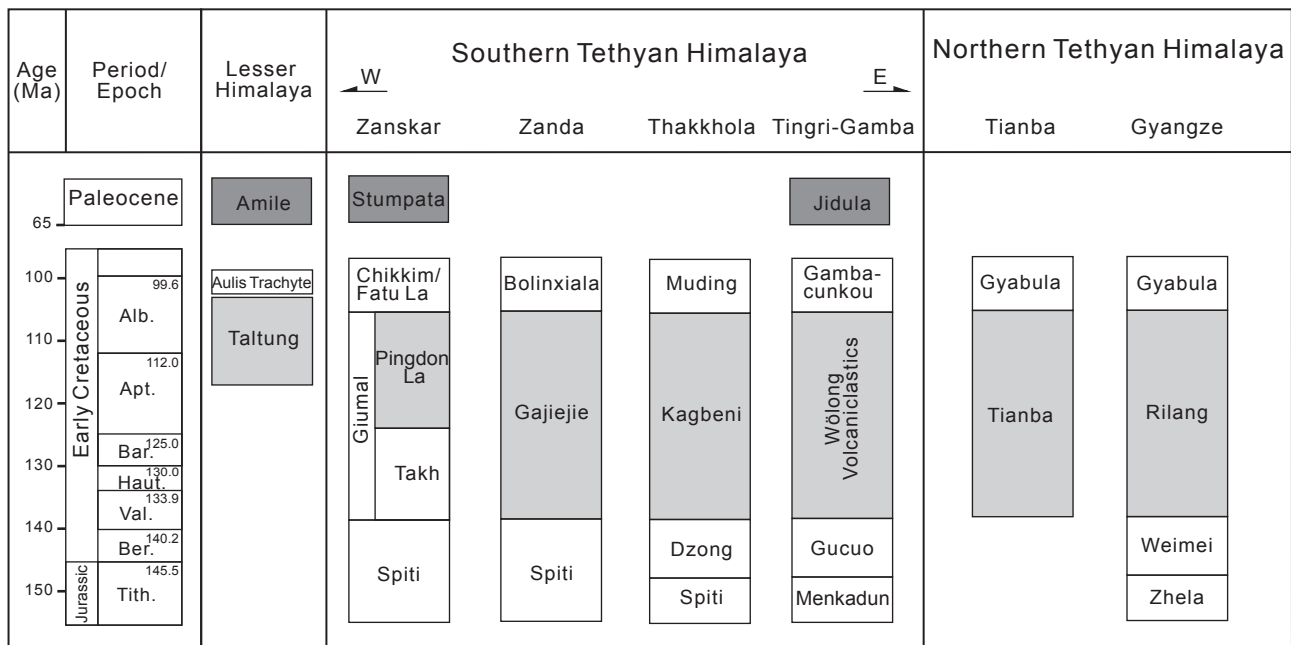 Age
(Ma)
Period/
Epoch
Lesser
Himalaya
Southern Tethyan Himalaya
W
E
Zanskar
Zanda
Thakkhola
Tingri-Gamba
Northern Tethyan Himalaya
Tianba
Gyangze
Paleocene
Amile
Stumpata
Jidula
65
100
110
120
130
140
150
Early Cretaceous
Jurassic
99.6
Alb.
112.0
Apt.
125.0
Bar.
130.0
Haut.
133.9
Val.
140.2
Ber.
145.5
Tith.
Aulis Trachyte
Taltung
Chikkim/
Fatu La
Giumal
Pingdon
La
Takh
Spiti
Bolinxiala
Gajiejie
Spiti
Muding
Kagbeni
Dzong
Spiti
Gamba-
cunkou
Wölong
Volcaniclastics
Gucuo
Menkadun
Gyabula
Tianba
Gyabula
Rilang
Weimei
Zhela